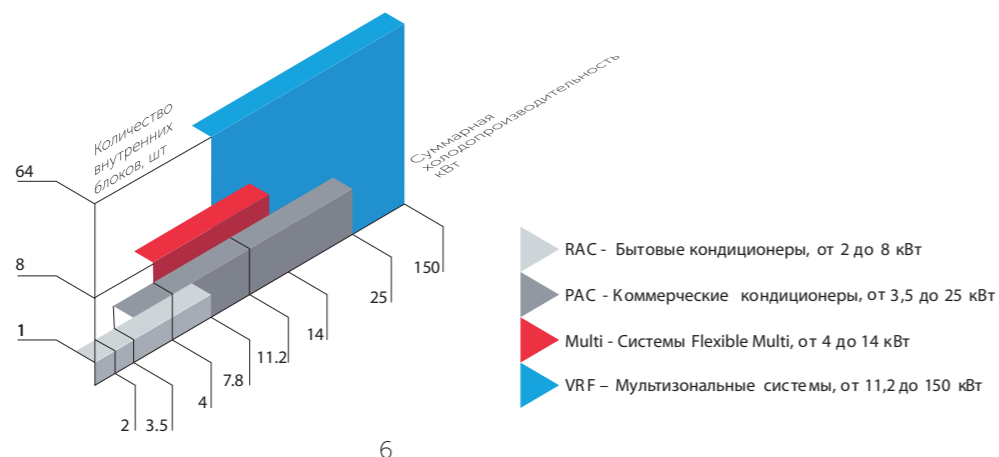 Количество
внутренних
блоков, шт
Суммарная
холодопроизводительность
кВт
64
8
1
2
3.5
4
7.8
11.2
14
25
150
RAC - Бытовые кондиционеры, от 2 до 8 кВт
PAC - Коммерческие кондиционеры, от 3,5 до 25 кВт
Multi - Системы Flexible Multi, от 4 до 14 кВт
VRF – Мультизональные системы, от 11,2 до 150 кВт
6